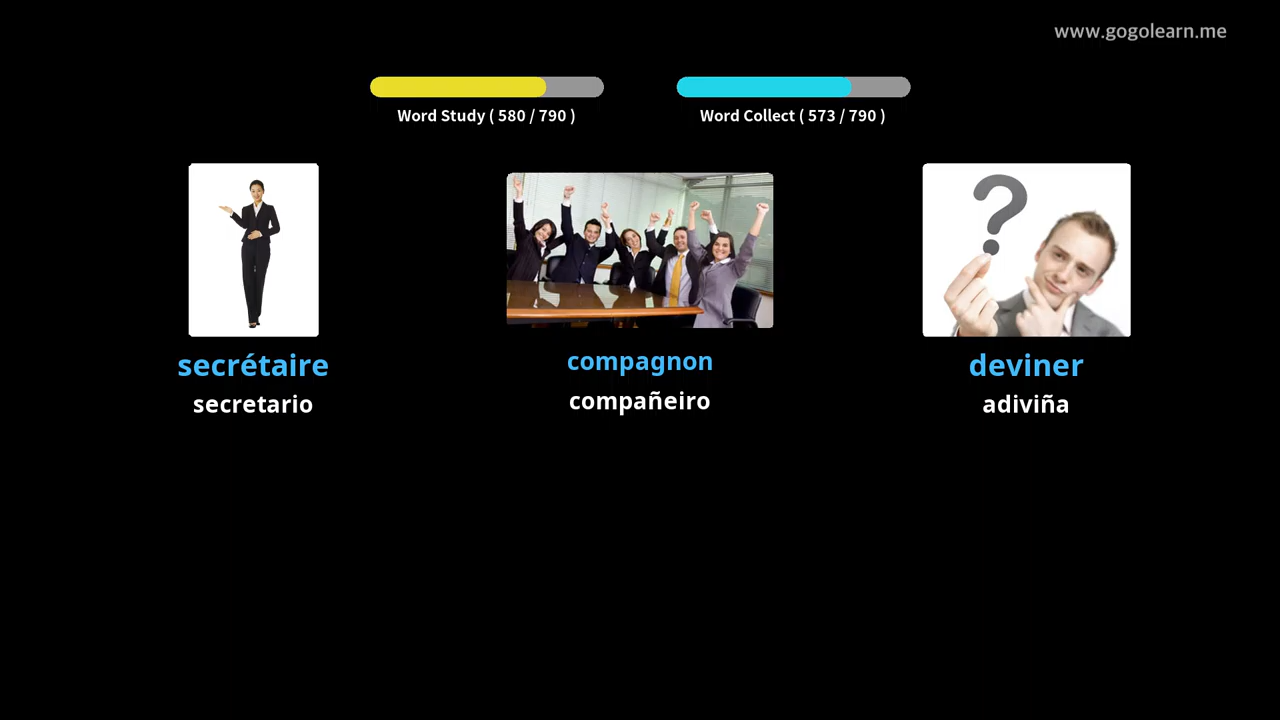 www.gogolearn.me
Word Study ( 580 / 790 )
Word Collect ( 573 / 790 )
secrétaire
compagnon
deviner
secretario
compañeiro
adiviña